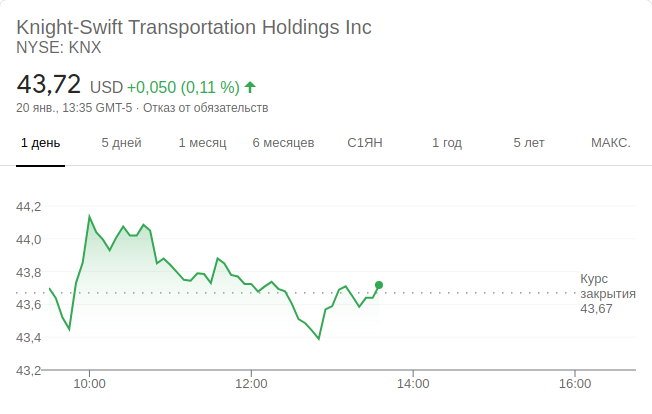 Knight-Swift Transportation Holdings Inc
NYSE: KNX
43,72 USD +0,050 (0,11 %)
20 янв., 13:35 GMT-5 · Отказ от обязательств
1 день 5 дней 1 месяц 6 месяцев С1ЯН 1 год 5 лет МАКС.
44,2
44,0
43,8
43,6
43,4
43,2
Курс
закрытия
43,67
10:00 12:00 14:00 16:00